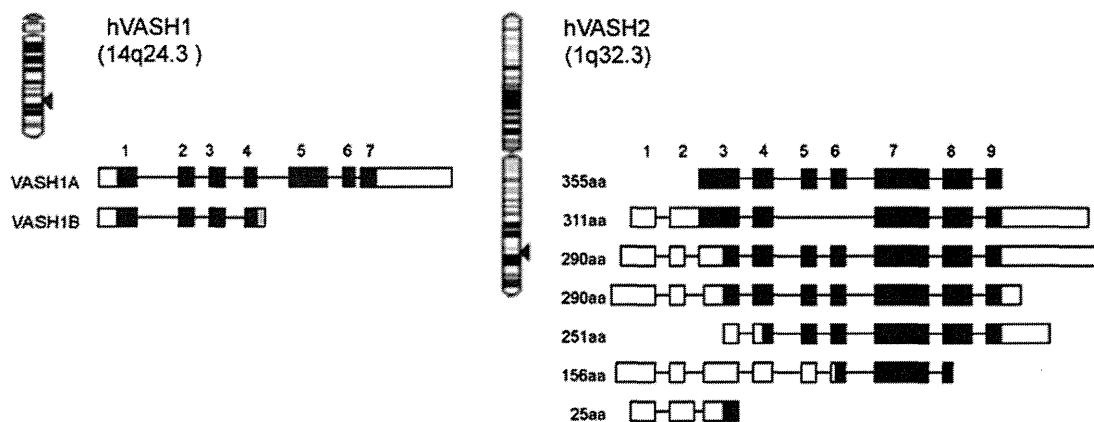 hVASH1
(14q24.3 )
1 2 3 4 5 6 7
VASH1A
VASH1B
hVASH2
(1q32.3)
1 2 3 4 5 6 7 8 9
355aa
311aa
290aa
290aa
251aa
156aa
25aa